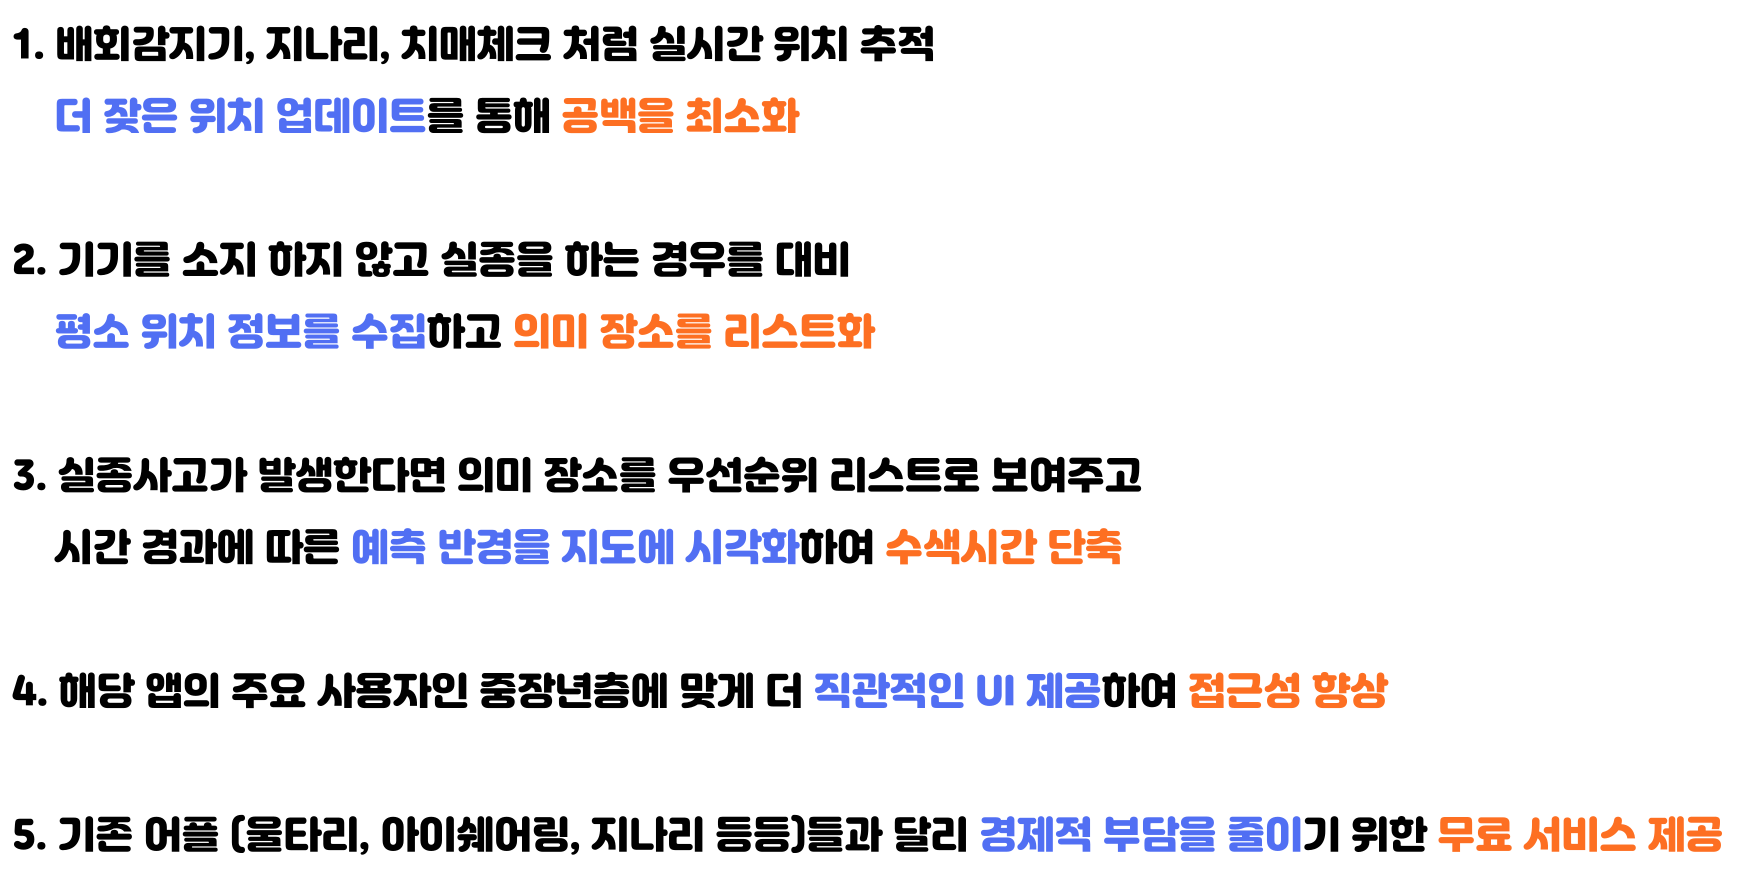 1. 배회감지기, 지나리, 치매체크 처럼 실시간 위치 추적
더 잦은 위치 업데이트를 통해 공백을 최소화
2. 기기를 소지 하지 않고 실종을 하는 경우를 대비
평소 위치 정보를 수집하고 의미 장소를 리스트화
3. 실종사고가 발생한다면 의미 장소를 우선순위 리스트로 보여주고
시간 경과에 따른 예측 반경을 지도에 시각화하여 수색시간 단축
4. 해당 앱의 주요 사용자인 중장년층에 맞게 더 직관적인 UI 제공하여 접근성 향상
5. 기존 어플 (울타리, 아이쉐어링, 지나리 등등)들과 달리 경제적 부담을 줄이기 위한 무료 서비스 제공